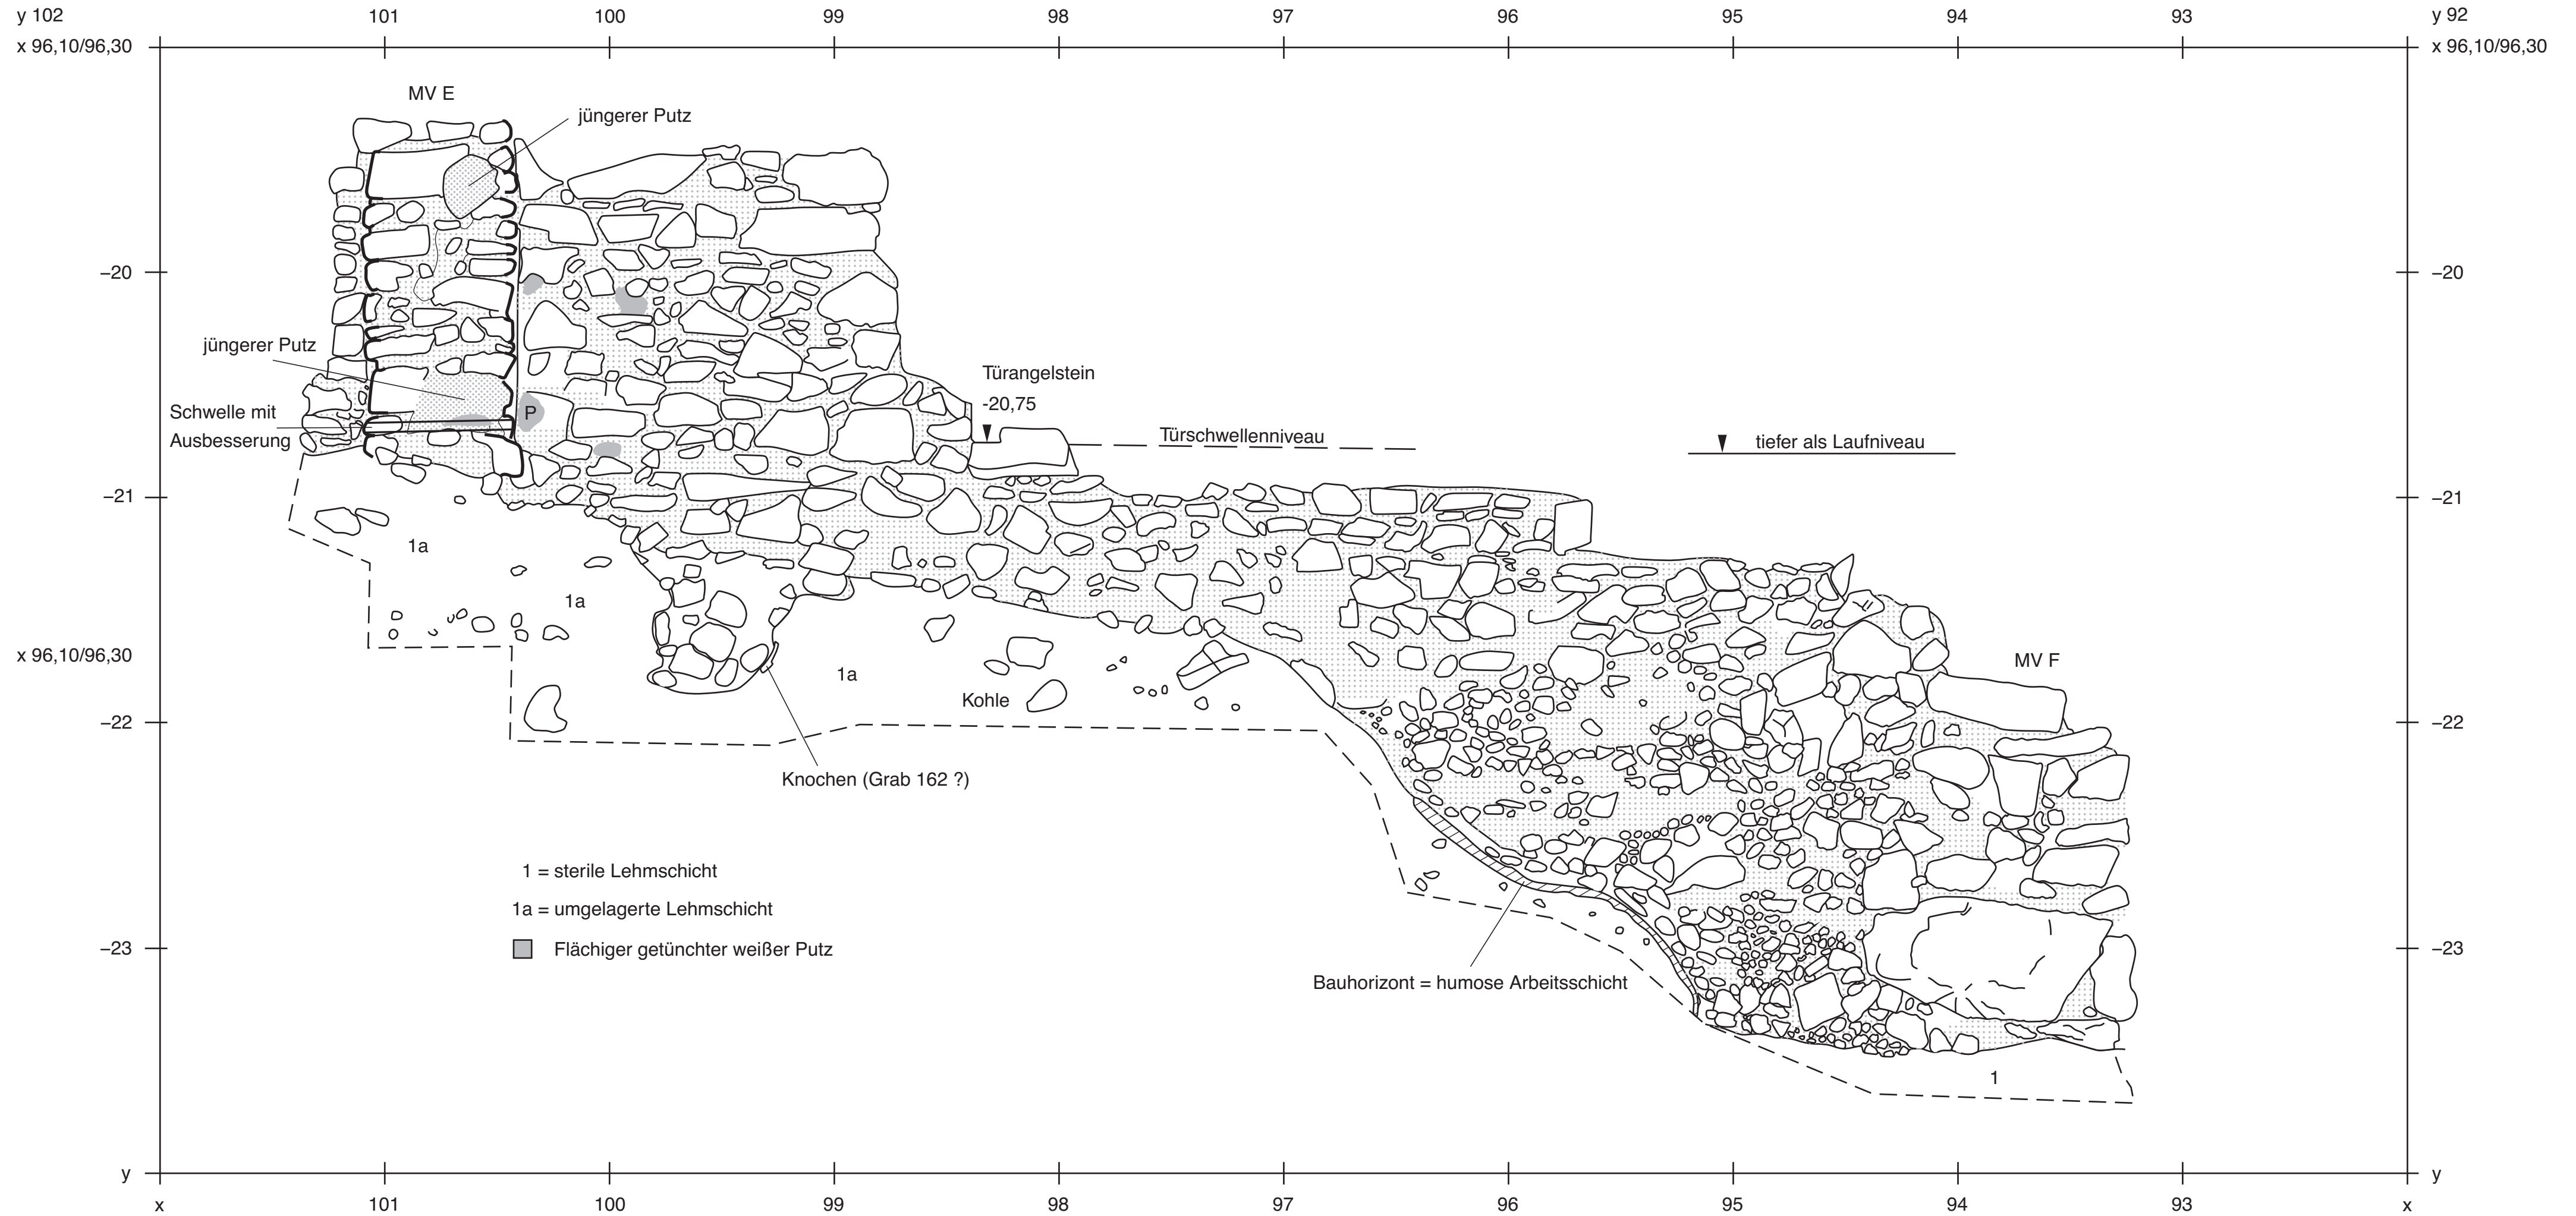 y 102 101 100 99 98 97 96 95 94 93 y 92
x 96,10/96,30 x 96,10/96,30
MV E
jüngerer Putz
–20 –20
jüngerer Putz
Türangelstein
-20,75
Schwelle mit
Ausbesserung
P
Türschwellenniveau
tiefer als Laufniveau
–21 –21
1a
1a
x 96,10/96,30
MV F
1a
Kohle
–22 –22
Knochen (Grab 162 ?)
1 = sterile Lehmschicht
1a = umgelagerte Lehmschicht
Flächiger getünchter weißer Putz
–23 –23
Bauhorizont = humose Arbeitsschicht
1
y y
x 101 100 99 98 97 96 95 94 93 x